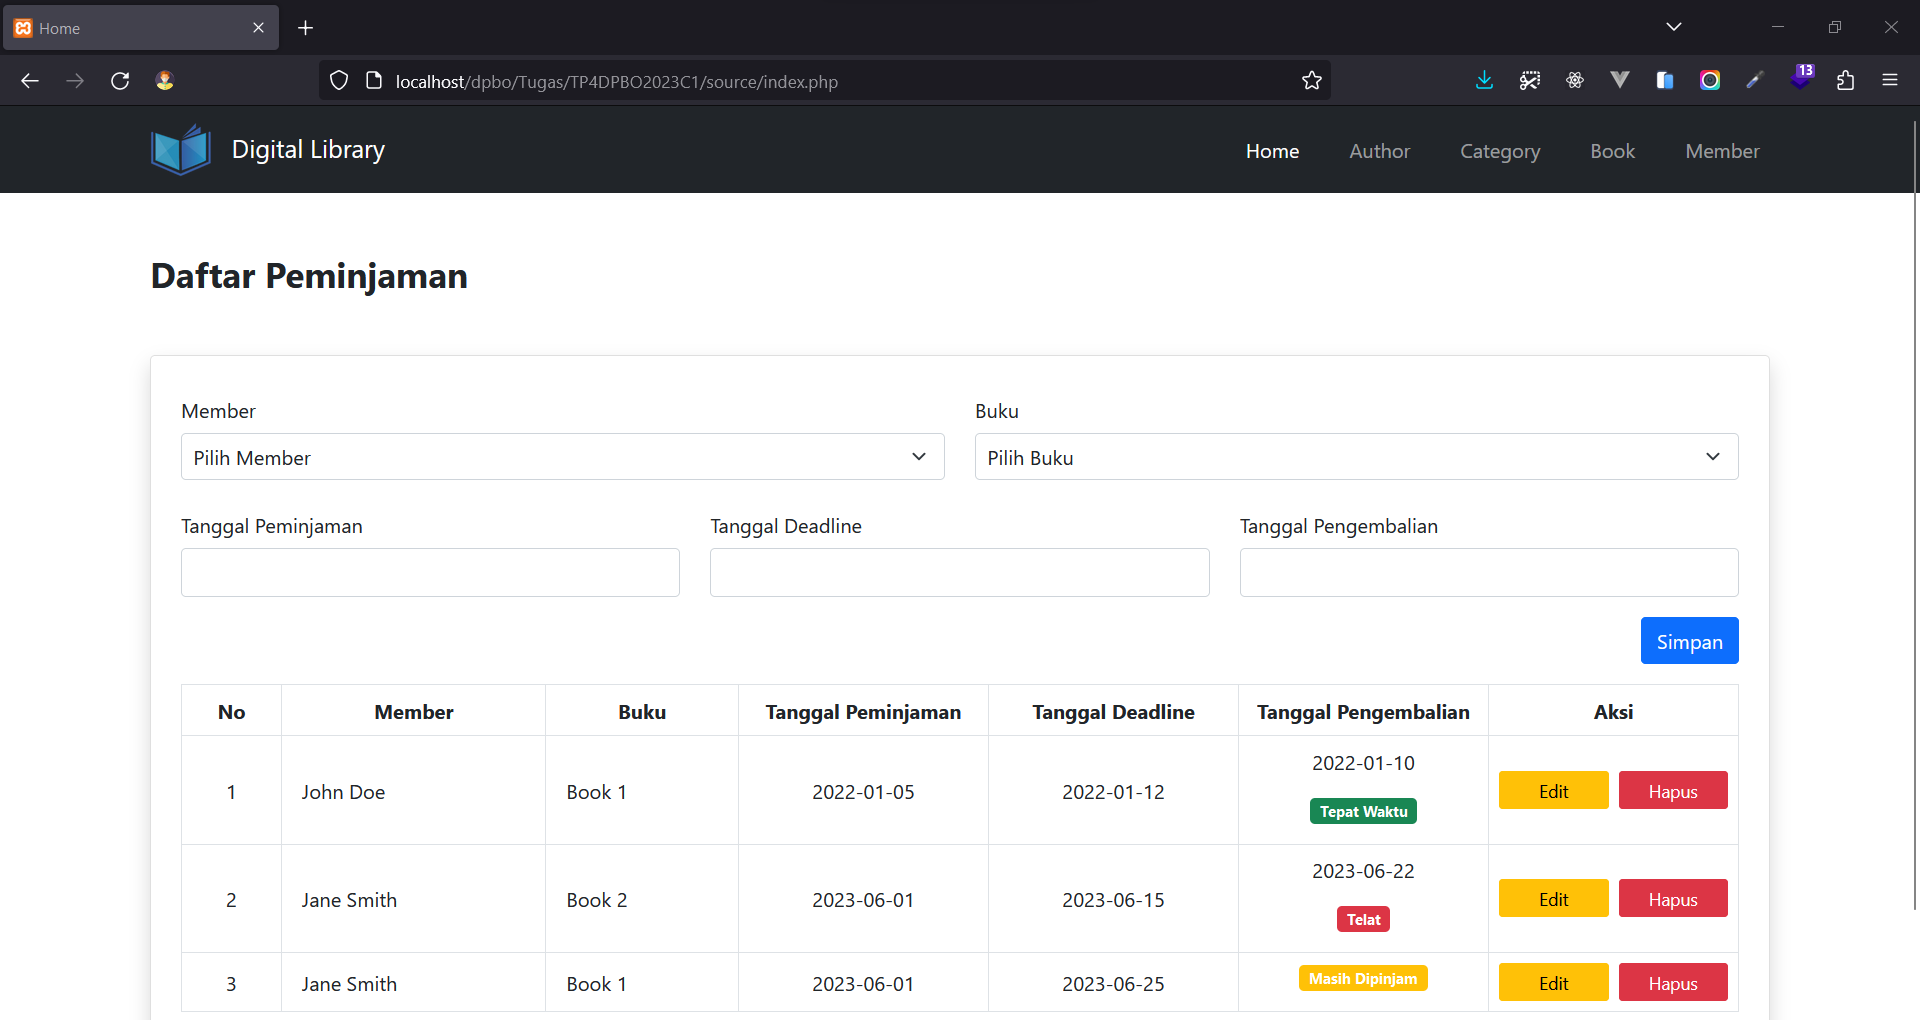 Home
localhost/dpbo/Tugas/TP4DPBO2023C1/source/index.php
13
Digital Library
Home Author Category Book Member
Daftar Peminjaman
Member Buku
Pilih Member Pilih Buku
Tanggal Peminjaman Tanggal Deadline Tanggal Pengembalian
Simpan
No Member Buku Tanggal Peminjaman Tanggal Deadline Tanggal Pengembalian Aksi
1 John Doe Book 1 2022-01-05 2022-01-12 2022-01-10 Edit Hapus
Tepat Waktu
2 Jane Smith Book 2 2023-06-01 2023-06-15 2023-06-22 Edit Hapus
Telat
3 Jane Smith Book 1 2023-06-01 2023-06-25 Masih Dipinjam Edit Hapus